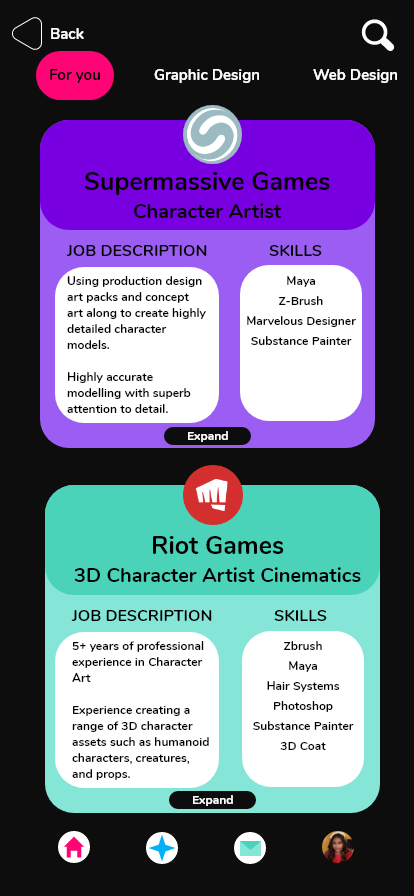 Back
For you
Graphic Design
Web Design
Supermassive Games
Character Artist
JOB DESCRIPTION
Using production design
art packs and concept
art along to create highly
detailed character
models.
Highly accurate
modelling with superb
attention to detail.
SKILLS
Maya
Z-Brush
Marvelous Designer
Substance Painter
Expand
Riot Games
3D Character Artist Cinematics
JOB DESCRIPTION
5+ years of professional
experience in Character
Art
Experience creating a
range of 3D character
assets such as humanoid
characters, creatures,
and props.
SKILLS
Zbrush
Maya
Hair Systems
Photoshop
Substance Painter
3D Coat
Expand